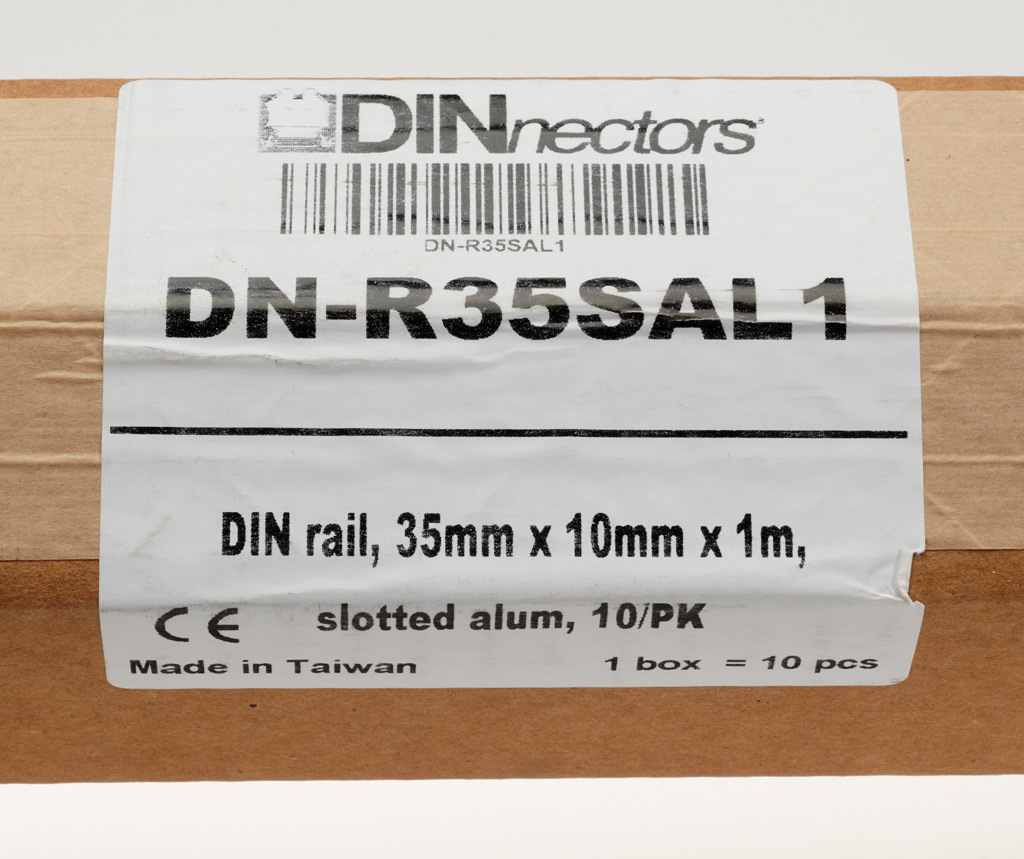 DINnectors
DN-R35SAL1
DN-R35SAL1
DIN rail, 35mm x 10mm x 1m,
CE slotted alum, 10/PK
Made in Taiwan 1 box = 10 pcs